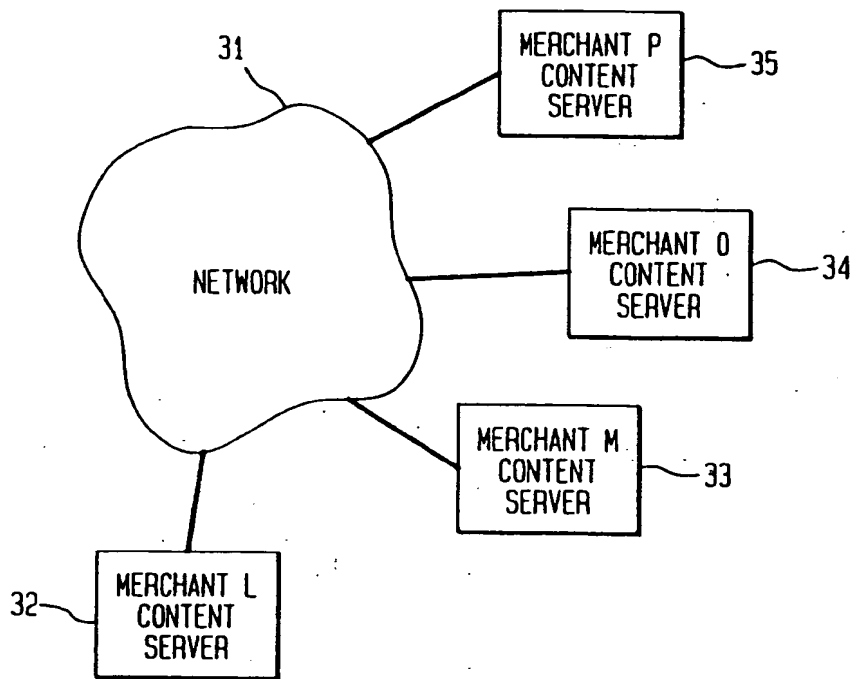 31
MERCHANT P
CONTENT
SERVER
35
NETWORK
MERCHANT O
CONTENT
SERVER
34
MERCHANT M
CONTENT
SERVER
33
MERCHANT L
CONTENT
SERVER
32